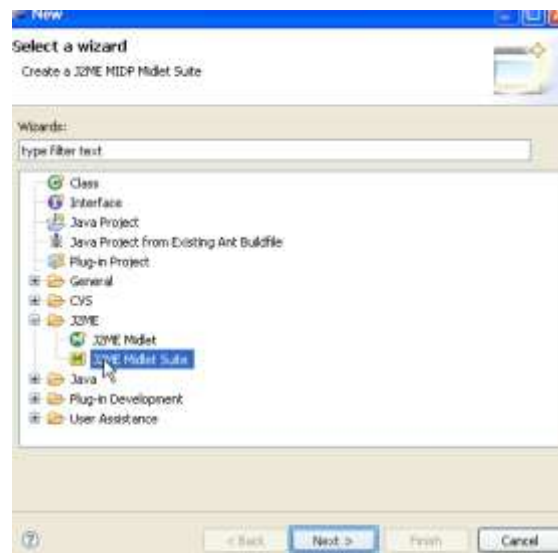 New
Select a wizard
Create a J2ME MIDP Midlet Suite
Wizards:
type filter text
Class
Interface
Java Project
Java Project from Existing Ant Buildfile
Plug-in Project
General
CVS
J2ME
J2ME Midlet
J2ME Midlet Suite
Java
Plug-in Development
User Assistance
< Back Next > Finish Cancel